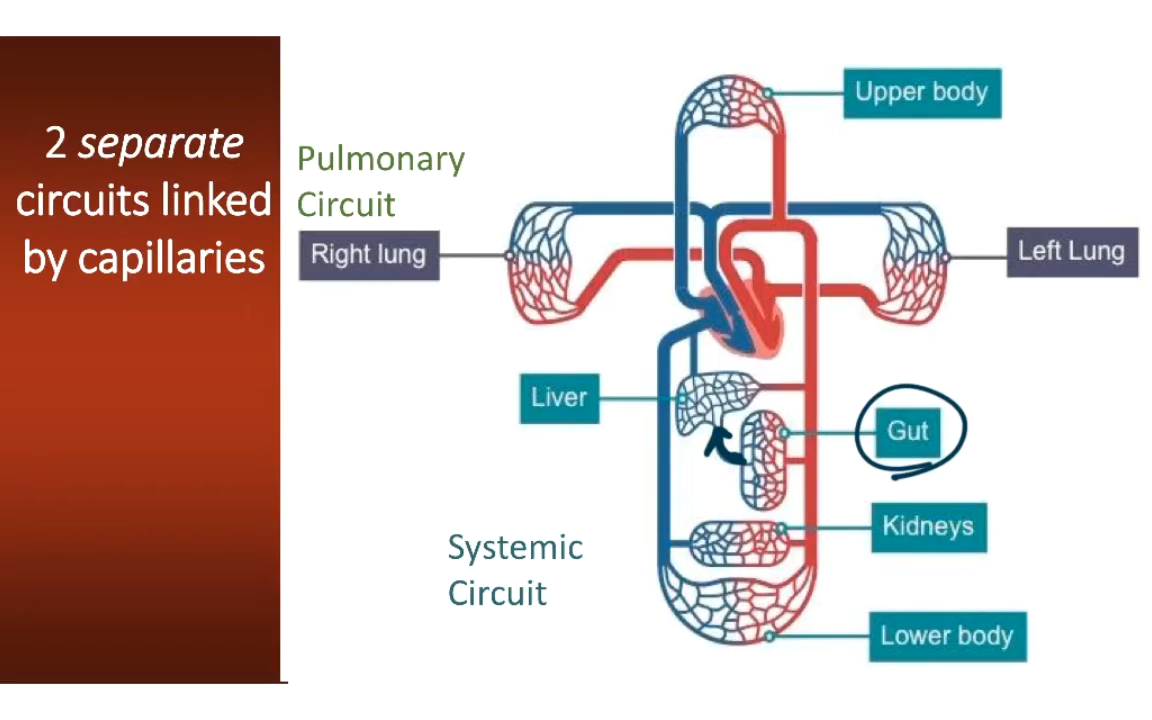 2 separate
circuits linked
by capillaries
Pulmonary
Circuit
Right lung
Upper body
Left Lung
Liver
Gut
Kidneys
Systemic
Circuit
Lower body